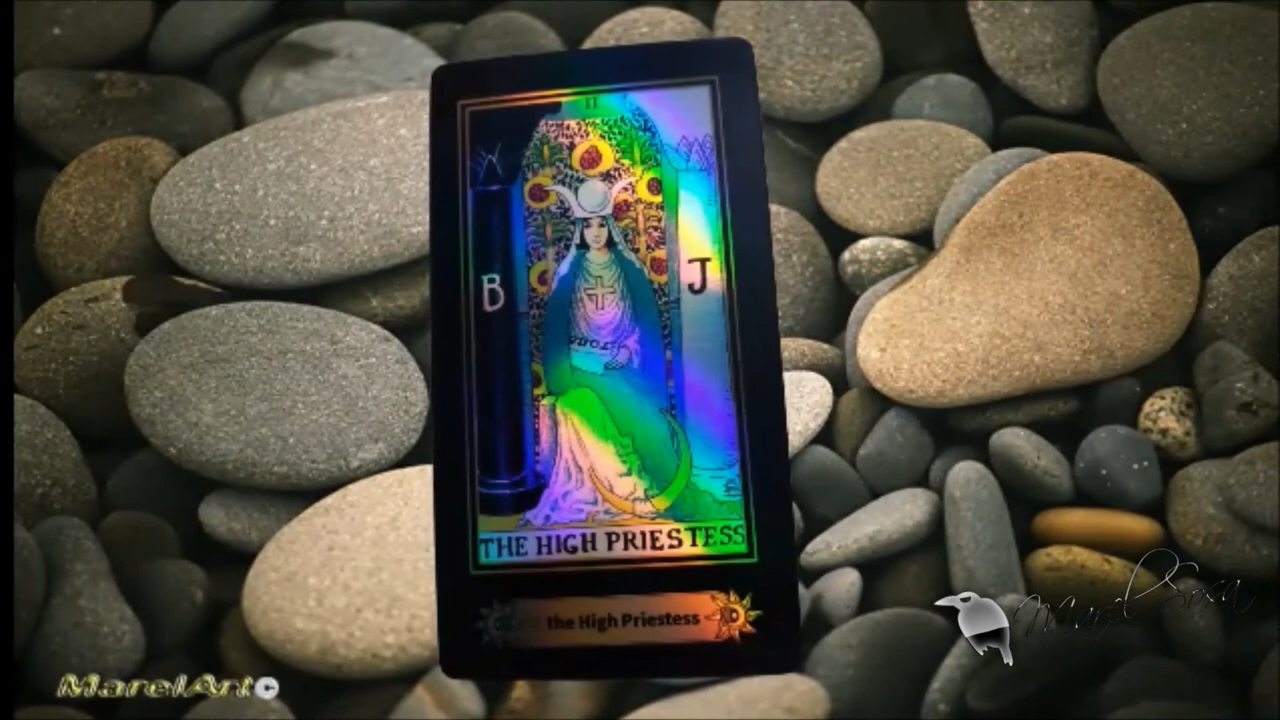 II
B
J
THE HIGH PRIESTESS
the High Priestess
MarelArt©